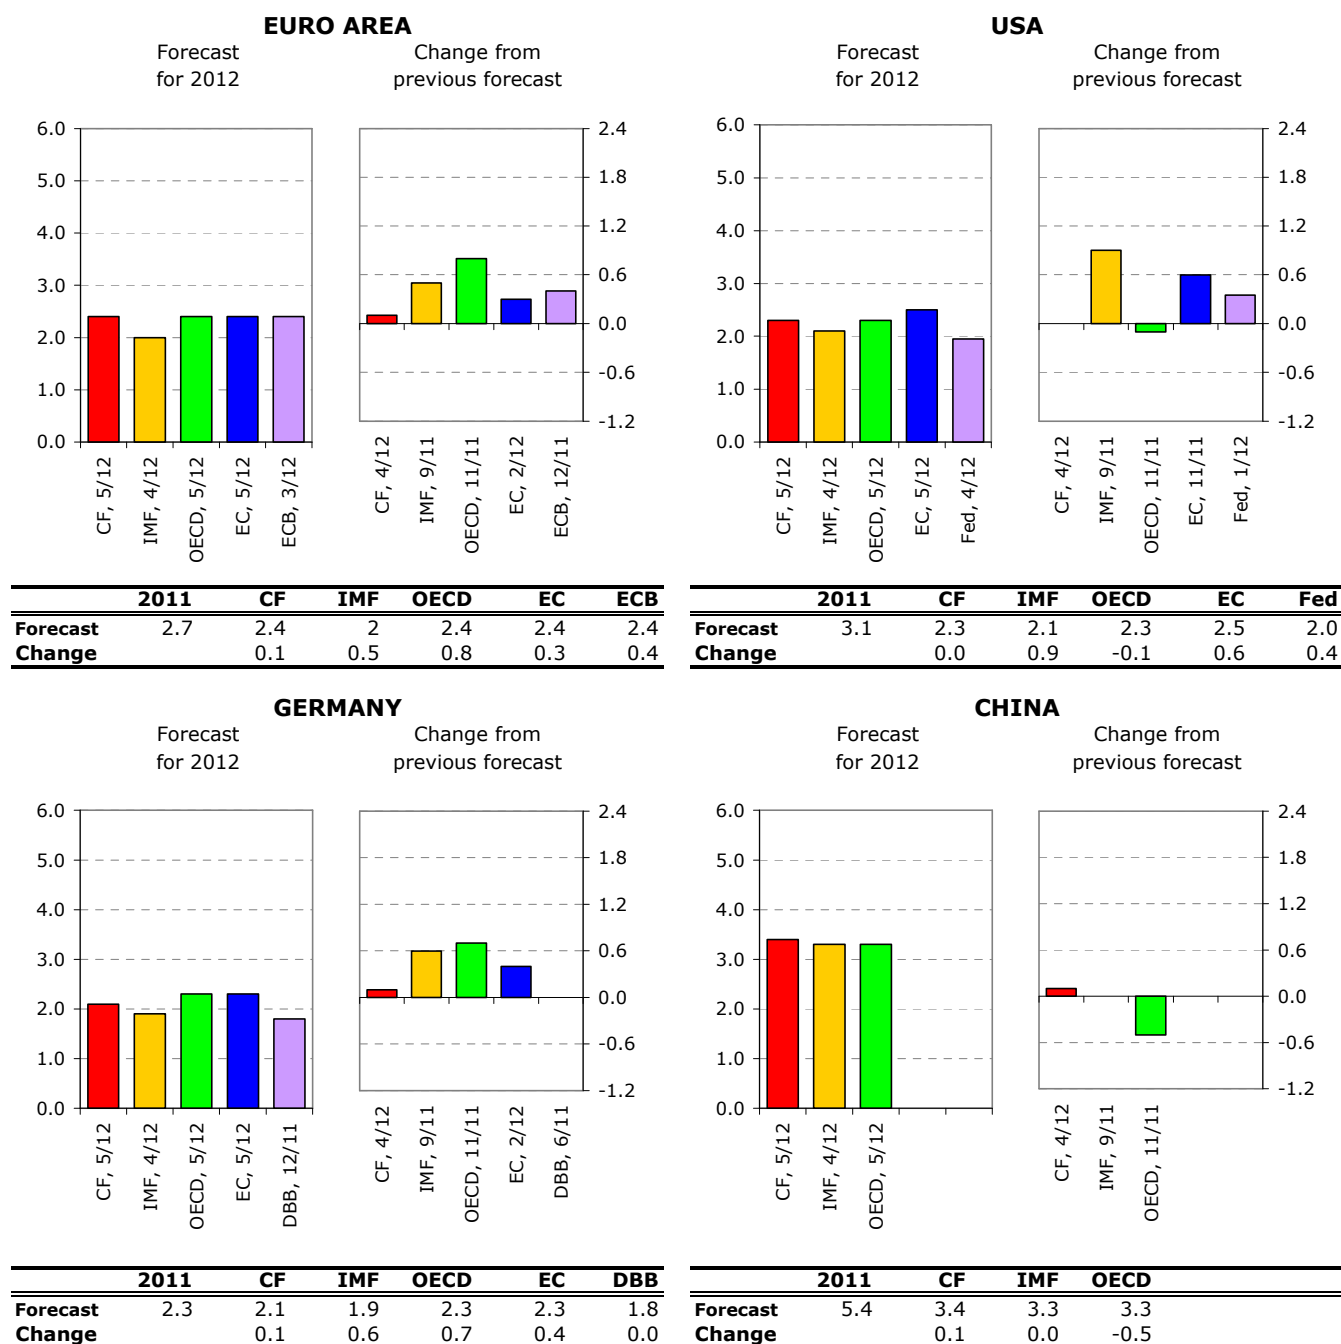 EURO AREA
Forecast
for 2012
Change from
previous forecast
6.0
5.0
4.0
3.0
2.0
1.0
0.0
2.4
1.8
1.2
0.6
0.0
-0.6
-1.2
CF, 5/12
IMF, 4/12
OECD, 5/12
EC, 5/12
ECB, 3/12
CF, 4/12
IMF, 9/11
OECD, 11/11
EC, 2/12
ECB, 12/11
2011 CF IMF OECD EC ECB
Forecast 2.7 2.4 2 2.4 2.4 2.4
Change 0.1 0.5 0.8 0.3 0.4
USA
Forecast
for 2012
Change from
previous forecast
6.0
5.0
4.0
3.0
2.0
1.0
0.0
2.4
1.8
1.2
0.6
0.0
-0.6
-1.2
CF, 5/12
IMF, 4/12
OECD, 5/12
EC, 5/12
Fed, 4/12
CF, 4/12
IMF, 9/11
OECD, 11/11
EC, 11/11
Fed, 1/12
2011 CF IMF OECD EC Fed
Forecast 3.1 2.3 2.1 2.3 2.5 2.0
Change 0.0 0.9 -0.1 0.6 0.4
GERMANY
Forecast
for 2012
Change from
previous forecast
6.0
5.0
4.0
3.0
2.0
1.0
0.0
2.4
1.8
1.2
0.6
0.0
-0.6
-1.2
CF, 5/12
IMF, 4/12
OECD, 5/12
EC, 5/12
DBB, 12/11
CF, 4/12
IMF, 9/11
OECD, 11/11
EC, 2/12
DBB, 6/11
2011 CF IMF OECD EC DBB
Forecast 2.3 2.1 1.9 2.3 2.3 1.8
Change 0.1 0.6 0.7 0.4 0.0
CHINA
Forecast
for 2012
Change from
previous forecast
6.0
5.0
4.0
3.0
2.0
1.0
0.0
2.4
1.8
1.2
0.6
0.0
-0.6
-1.2
CF, 5/12
IMF, 4/12
OECD, 5/12
CF, 4/12
IMF, 9/11
OECD, 11/11
2011 CF IMF OECD
Forecast 5.4 3.4 3.3 3.3
Change 0.1 0.0 -0.5